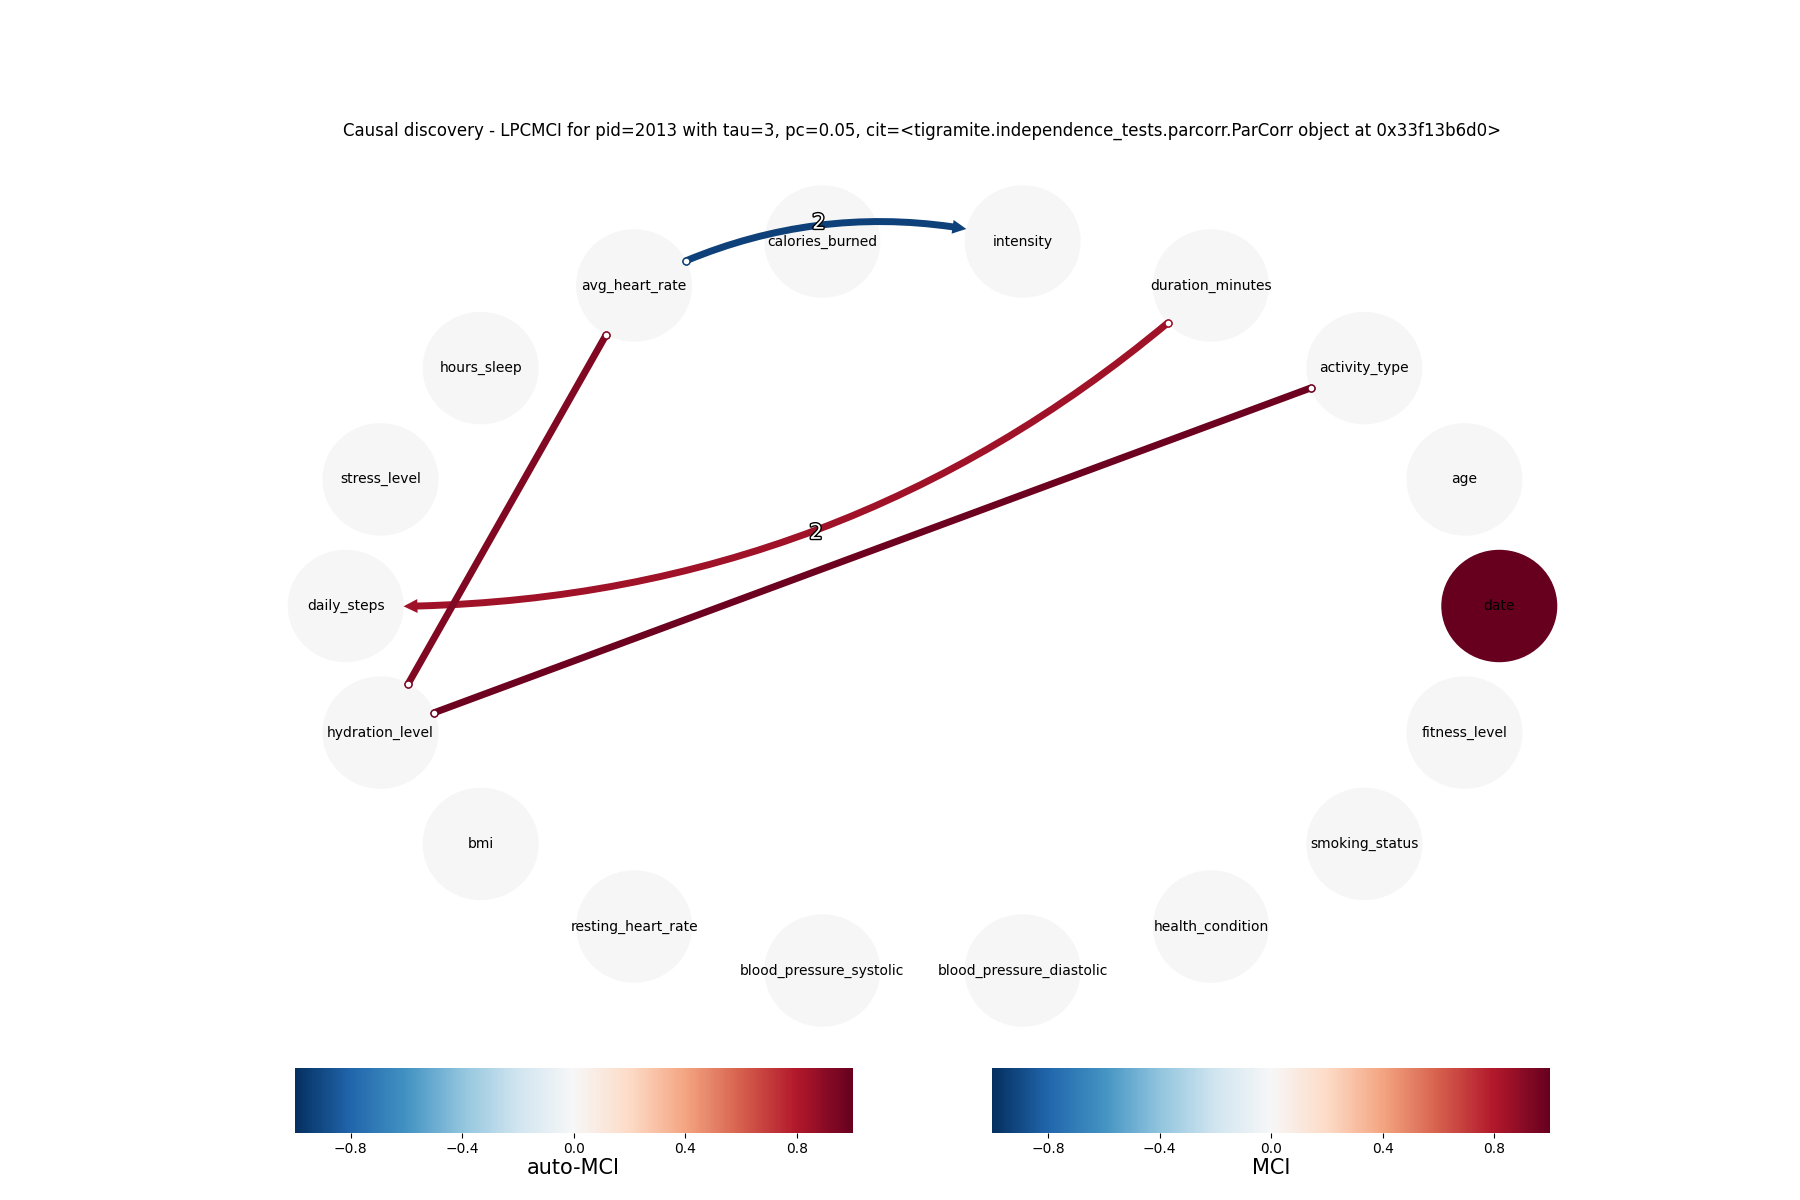 Causal discovery - LPCMCI for pid=2013 with tau=3, pc=0.05, cit=<tigramite.independence_tests.parcorr.ParCorr object at 0x33f13b6d0>
2
calories_burned
intensity
avg_heart_rate
duration_minutes
hours_sleep
activity_type
stress_level
age
2
daily_steps
date
hydration_level
fitness_level
bmi
smoking_status
resting_heart_rate
health_condition
blood_pressure_systolic
blood_pressure_diastolic
−0.8 −0.4 0.0 0.4 0.8
auto-MCI
−0.8 −0.4 0.0 0.4 0.8
MCI